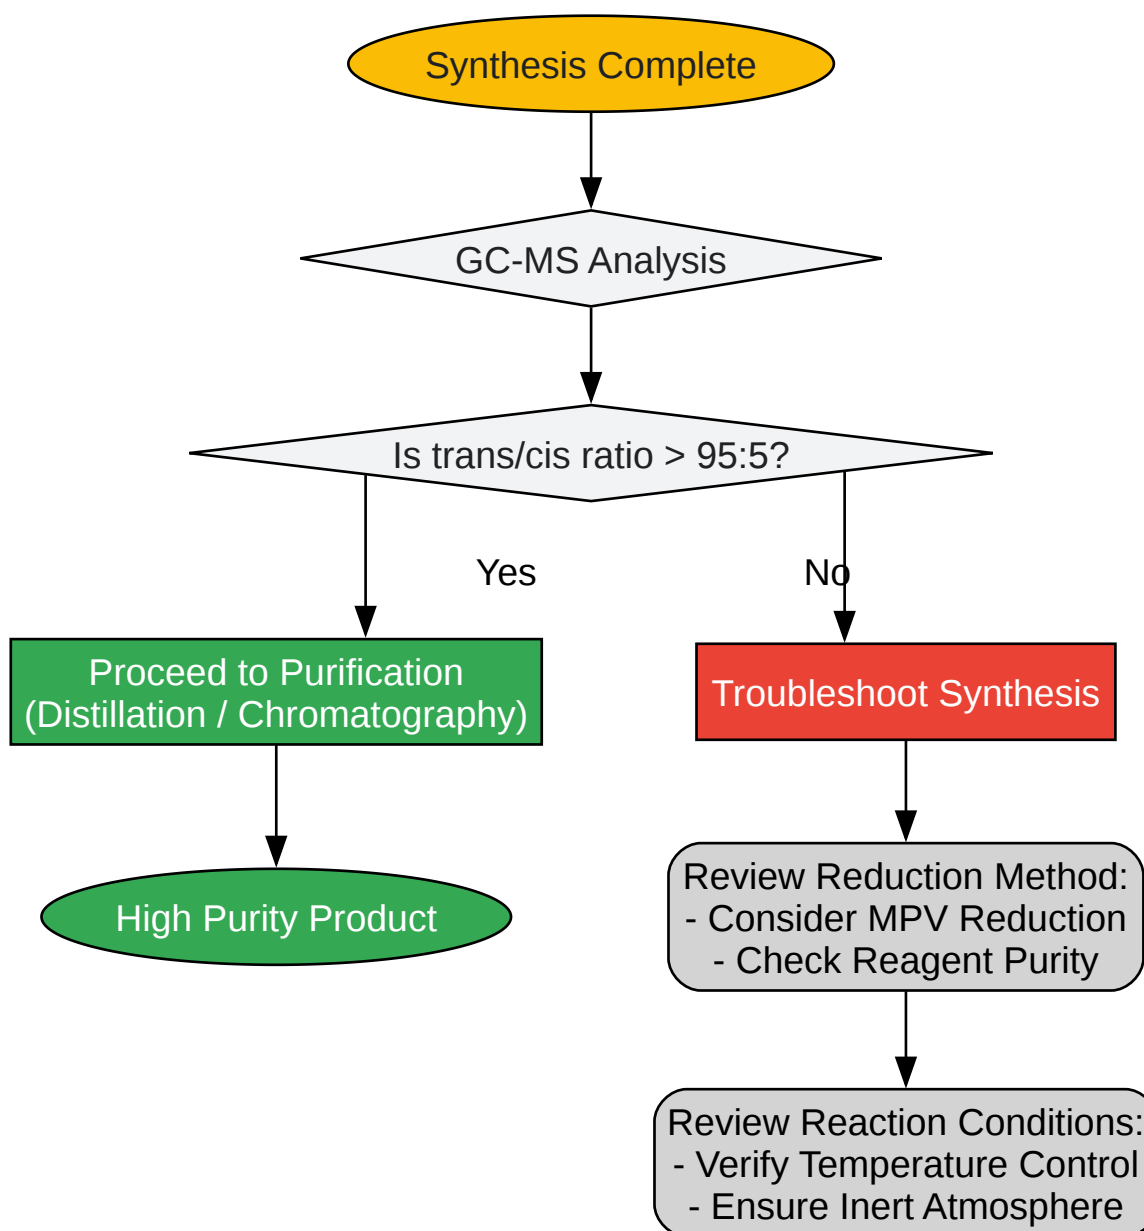 Synthesis Complete
GC-MS Analysis
Is trans/cis ratio > 95:5?
Yes
No
Proceed to Purification
(Distillation / Chromatography)
Troubleshoot Synthesis
High Purity Product
Review Reduction Method:
- Consider MPV Reduction
- Check Reagent Purity
Review Reaction Conditions:
- Verify Temperature Control
- Ensure Inert Atmosphere